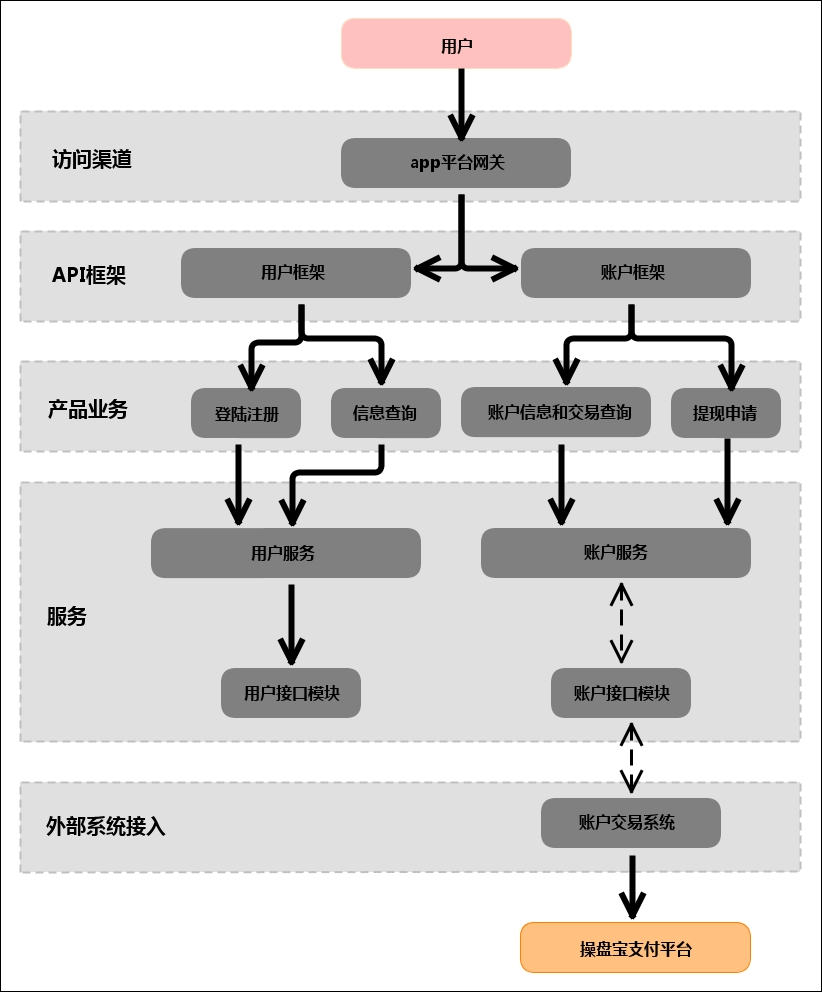 用户
访问渠道
app平台网关
API框架
用户框架
账户框架
产品业务
登陆注册
信息查询
账户信息和交易查询
提现申请
服务
用户服务
账户服务
用户接口模块
账户接口模块
外部系统接入
账户交易系统
操盘宝支付平台